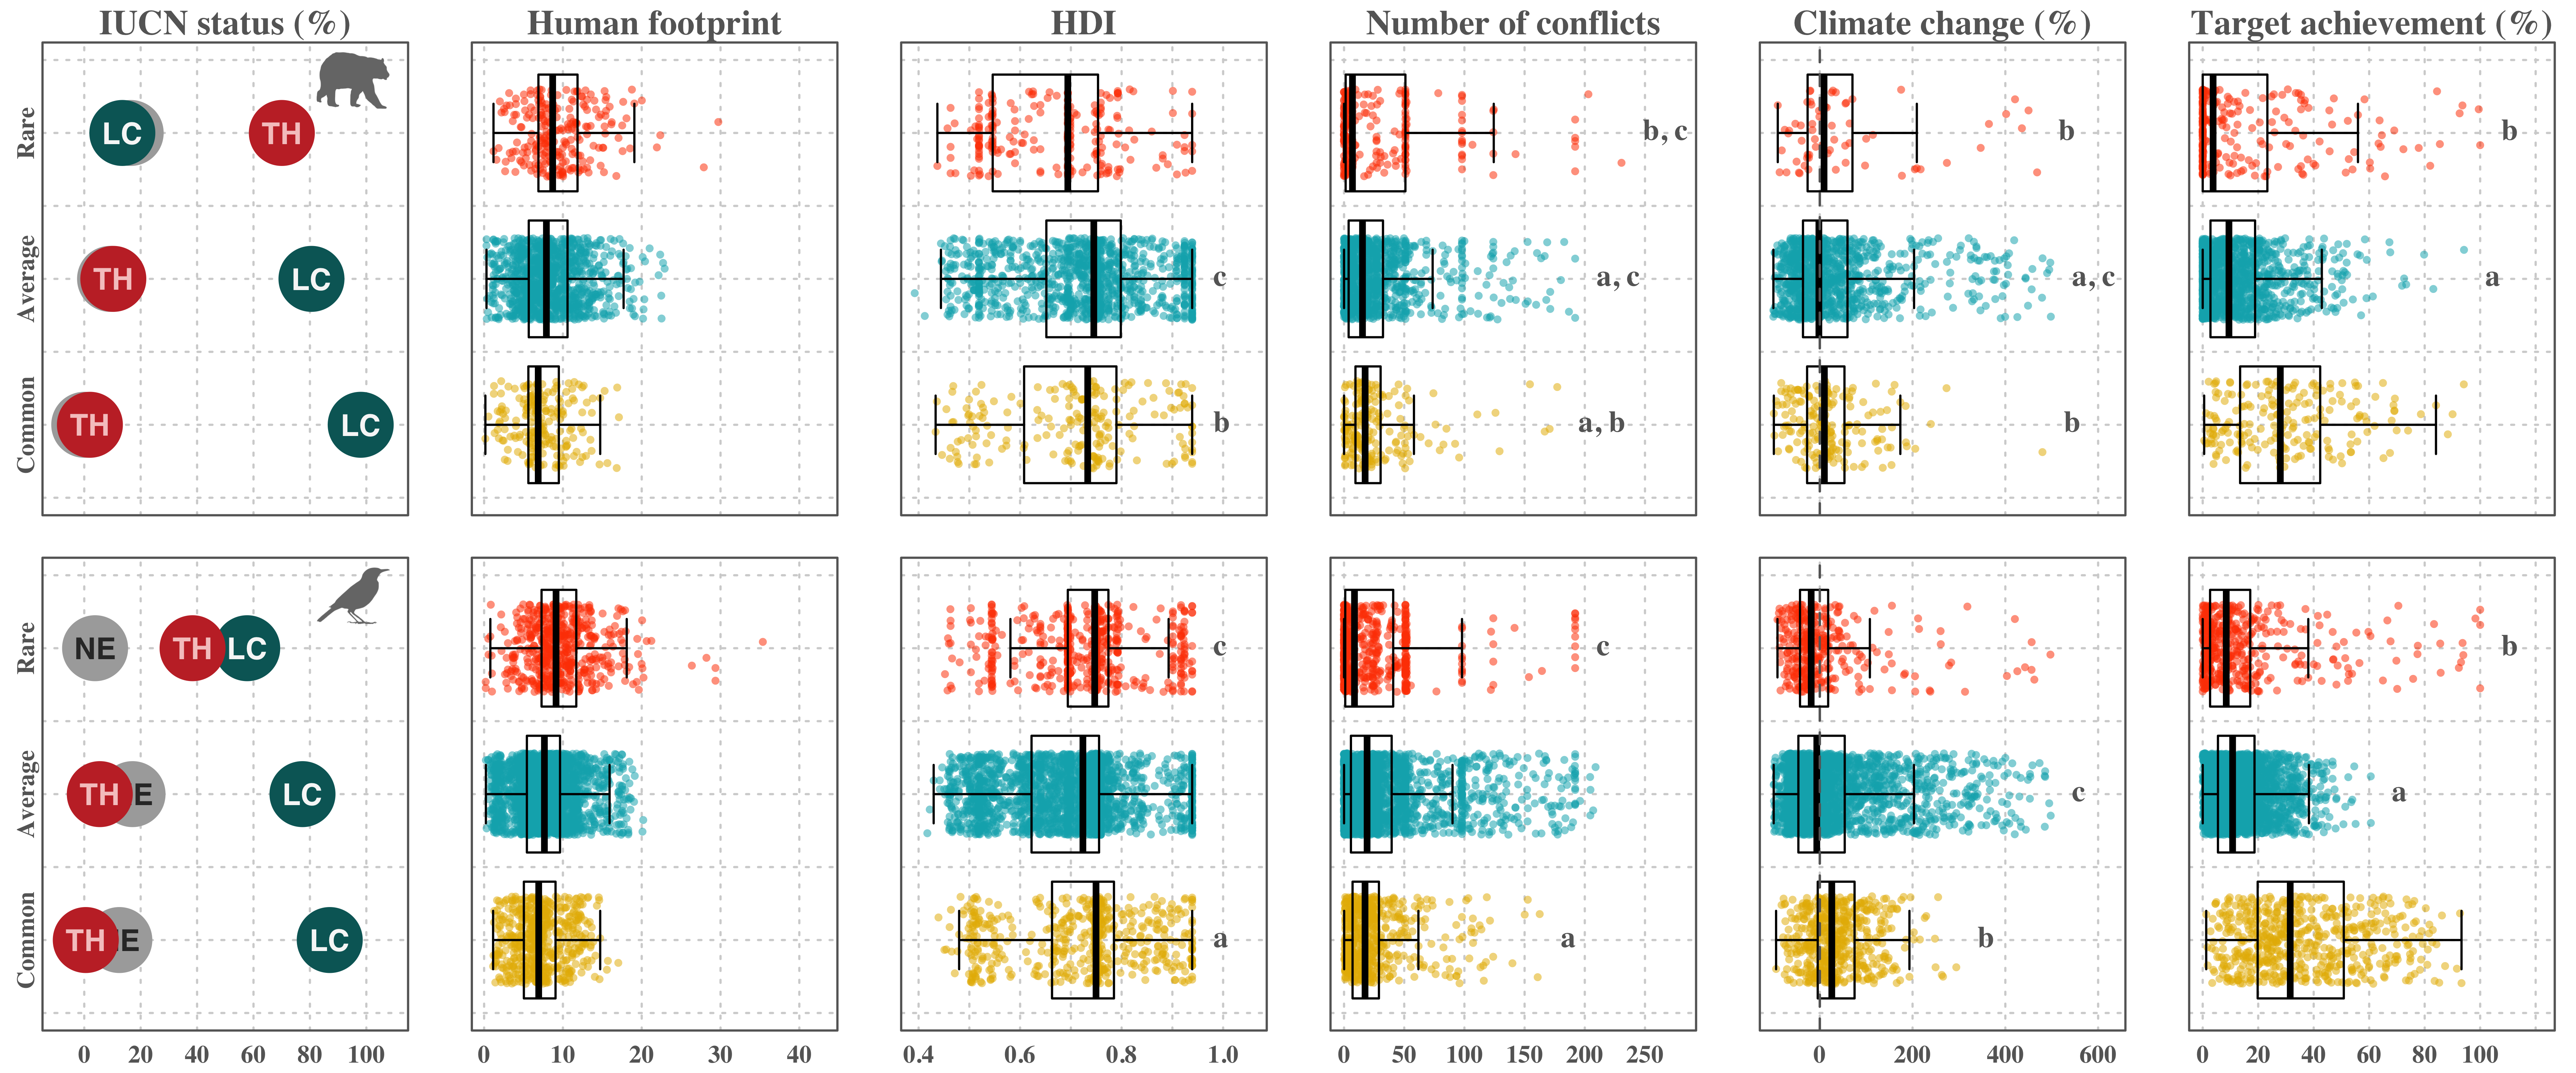 IUCN status (%) Human footprint HDI Number of conflicts Climate change (%) Target achievement (%)
Rare LC TH b, c b b
Average TH LC c a, c a, c a
Common TH LC b a, b b
Rare NE TH LC c c b
Average TH E LC c a
Common TH E LC a a b
0 20 40 60 80 100 0 10 20 30 40 0.4 0.6 0.8 1.0 0 50 100 150 200 250 0 200 400 600 0 20 40 60 80 100